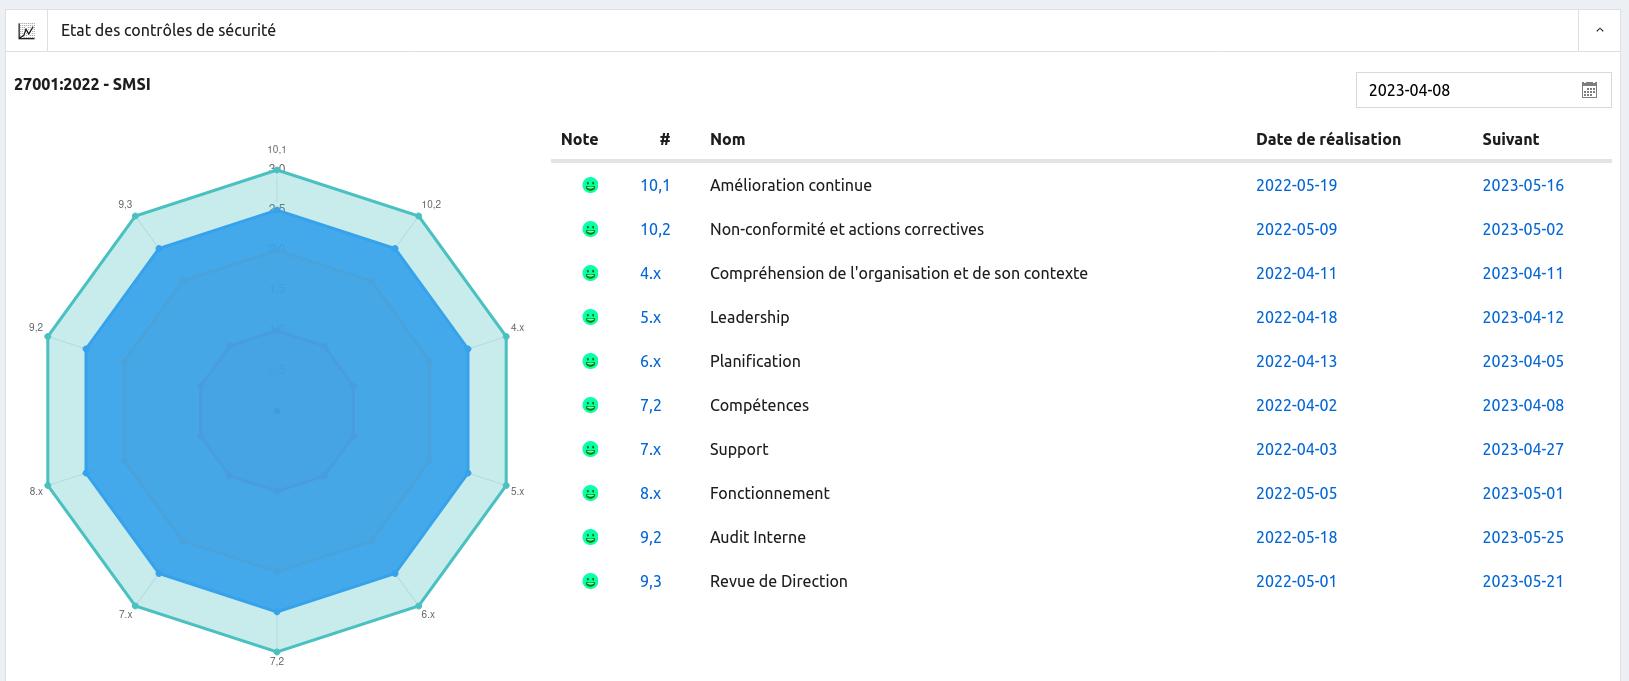 Etat des contrôles de sécurité
27001:2022 - SMSI
2023-04-08
Note # Nom Date de réalisation Suivant
10,1 Amélioration continue 2022-05-19 2023-05-16
10,2 Non-conformité et actions correctives 2022-05-09 2023-05-02
4.x Compréhension de l'organisation et de son contexte 2022-04-11 2023-04-11
5.x Leadership 2022-04-18 2023-04-12
6.x Planification 2022-04-13 2023-04-05
7,2 Compétences 2022-04-02 2023-04-08
7.x Support 2022-04-03 2023-04-27
8.x Fonctionnement 2022-05-05 2023-05-01
9,2 Audit Interne 2022-05-18 2023-05-25
9,3 Revue de Direction 2022-05-01 2023-05-21
10,1
3,0
9,3
10,2
2,5
2,0
1,5
9,2
4.x
8.x
5.x
7.x
6.x
7,2